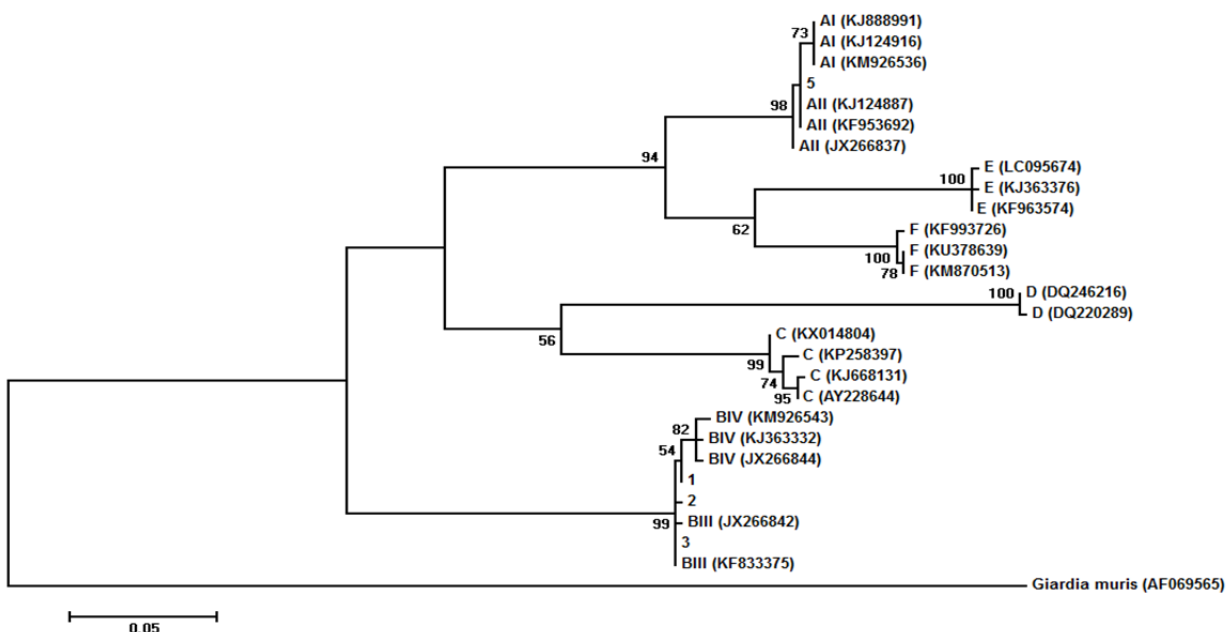 73
AI (KJ888991)
AI (KJ124916)
AI (KM926536)
5
98
AII (KJ124887)
AII (KF953692)
AII (JX266837)
94
100
E (LC095674)
E (KJ363376)
E (KF963574)
62
F (KF993726)
100
F (KU378639)
78
F (KM870513)
100
D (DQ246216)
D (DQ220289)
56
C (KX014804)
99
C (KP258397)
74
C (KJ668131)
95
C (AY228644)
82
BIV (KM926543)
54
BIV (KJ363332)
BIV (JX266844)
1
2
99
BIII (JX266842)
3
BIII (KF833375)
Giardia muris (AF069565)
0.05